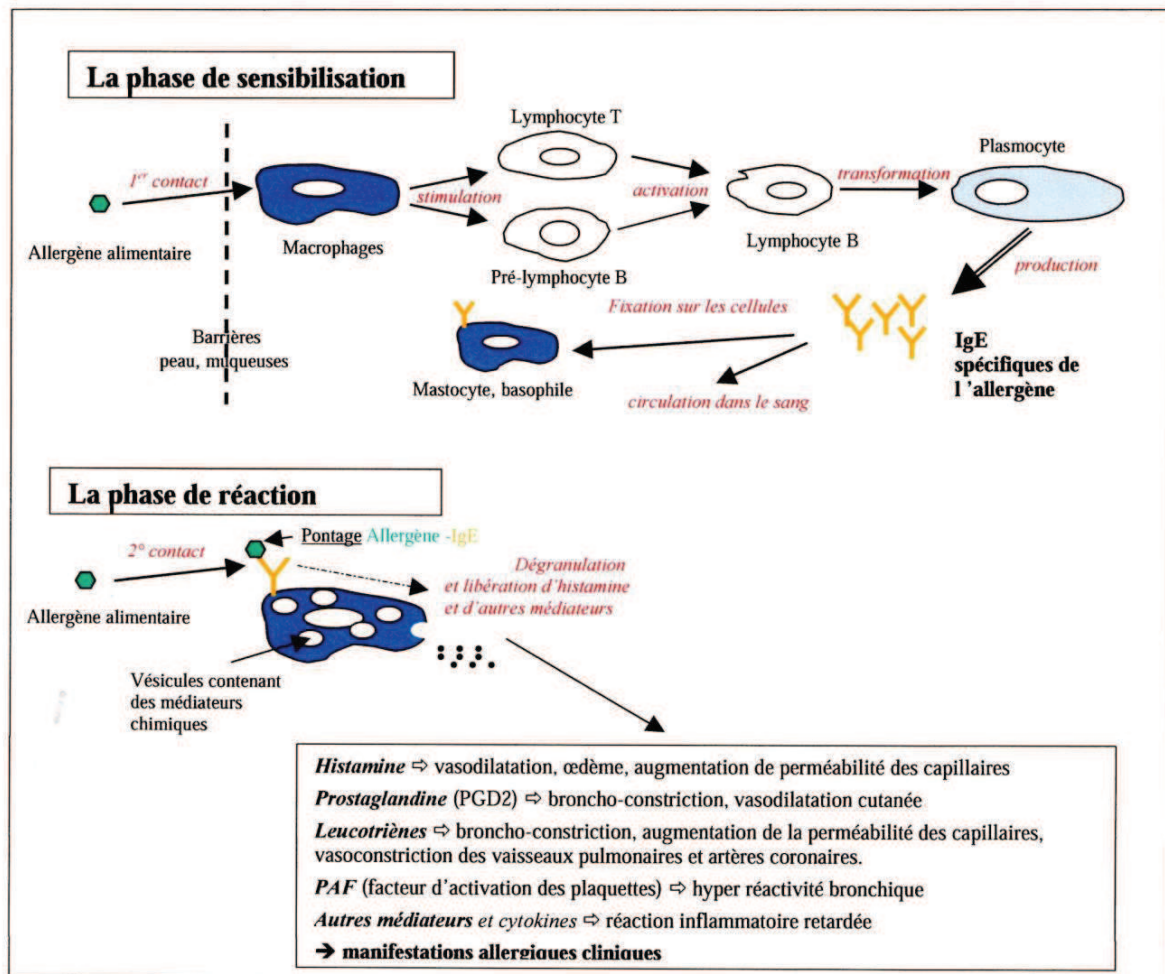 La phase de sensibilisation
Lymphocyte T
Plasmocyte
1er contact
stimulation
activation
transformation
Allergène alimentaire
Macrophages
Pré-lymphocyte B
Lymphocyte B
production
Fixation sur les cellules
Barrières
peau, muqueuses
Mastocyte, basophile
circulation dans le sang
IgE
spécifiques de
l 'allergène
La phase de réaction
Pontage Allergène -IgE
2° contact
Dégranulation
et libération d'histamine
et d'autres médiateurs
Allergène alimentaire
Vésicules contenant
des médiateurs
chimiques
Histamine ⇨ vasodilatation, œdème, augmentation de perméabilité des capillaires
Prostaglandine (PGD2) ⇨ broncho-constriction, vasodilatation cutanée
Leucotriènes ⇨ broncho-constriction, augmentation de la perméabilité des capillaires,
vasoconstriction des vaisseaux pulmonaires et artères coronaires.
PAF (facteur d'activation des plaquettes) ⇨ hyper réactivité bronchique
Autres médiateurs et cytokines ⇨ réaction inflammatoire retardée
➔ manifestations allergiques cliniques